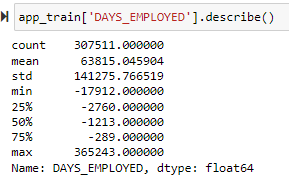 app_train['DAYS_EMPLOYED'].describe()
count 307511.000000
mean 63815.045904
std 141275.766519
min -17912.000000
25% -2760.000000
50% -1213.000000
75% -289.000000
max 365243.000000
Name: DAYS_EMPLOYED, dtype: float64